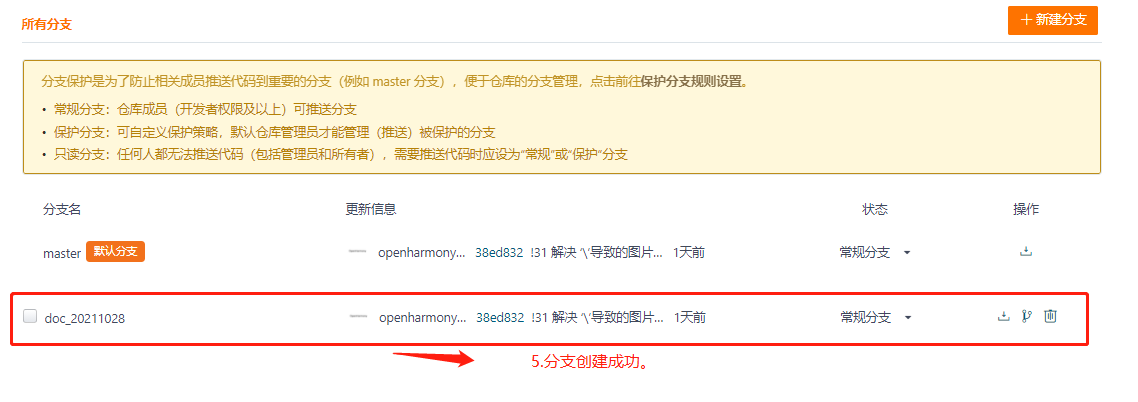 所有分支
＋ 新建分支
分支保护是为了防止相关成员推送代码到重要的分支（例如 master 分支），便于仓库的分支管理，点击前往保护分支规则设置。
• 常规分支：仓库成员（开发者权限及以上）可推送分支
• 保护分支：可自定义保护策略，默认仓库管理员才能管理（推送）被保护的分支
• 只读分支：任何人都无法推送代码（包括管理员和所有者），需要推送代码时应设为“常规”或“保护”分支
分支名 更新信息 状态 操作
master 默认分支 openharmony... 38ed832 !31 解决 '\'导致的图片... 1天前 常规分支
doc_20211028 openharmony... 38ed832 !31 解决 '\'导致的图片... 1天前 常规分支
5.分支创建成功。